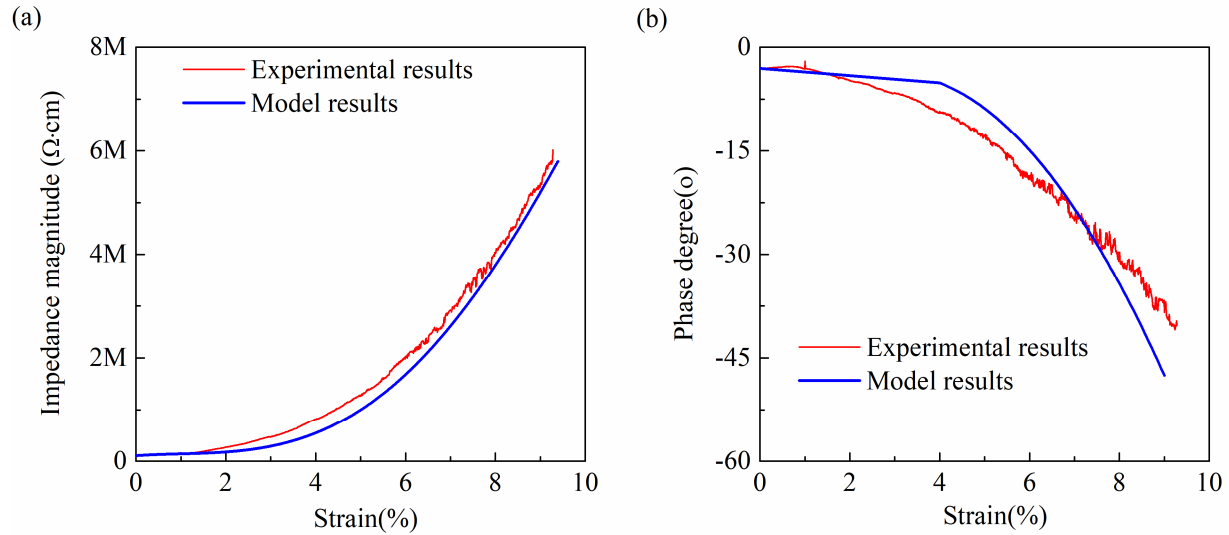 (a)
8M
6M
4M
2M
0
Impedance magnitude (Ω·cm)
Experimental results
Model results
0 2 4 6 8 10
Strain(%)
(b)
0
-15
-30
-45
-60
Phase degree(o)
Experimental results
Model results
0 2 4 6 8 10
Strain(%)